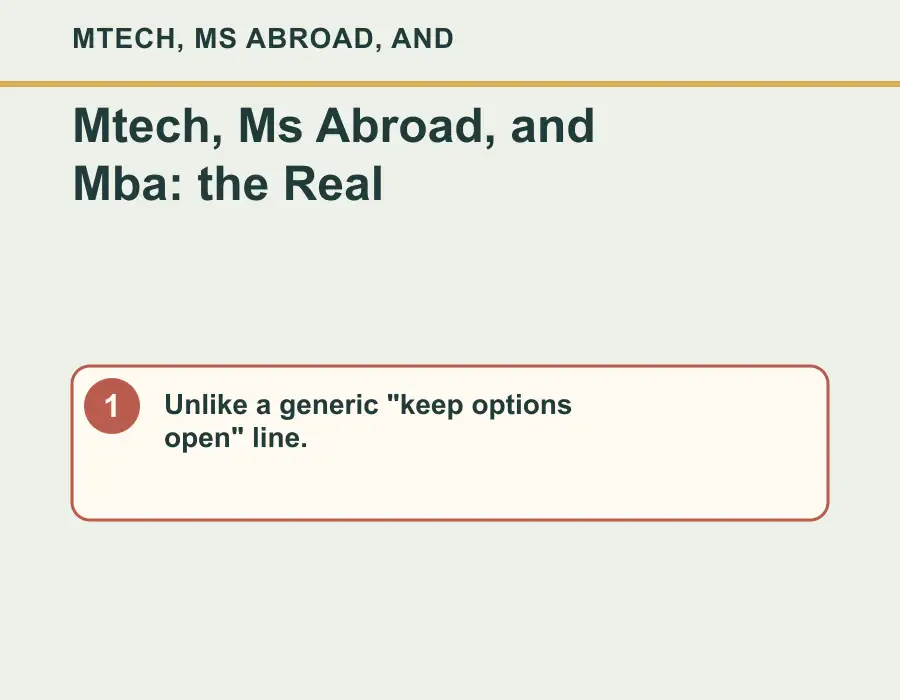 MTECH, MS ABROAD, AND
Mtech, Ms Abroad, and
Mba: the Real
1
Unlike a generic "keep options
open" line.